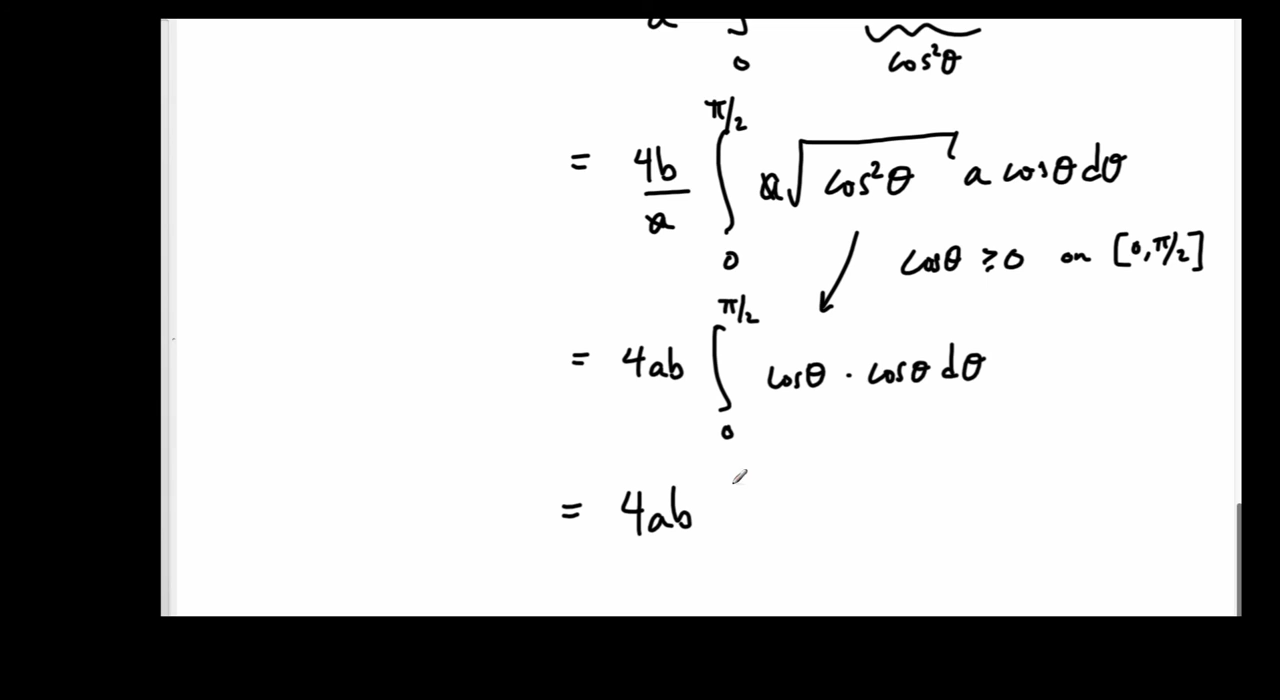 a ∫ 0
cos²θ
= 4b/a ∫ 0 π/2 a√cos²θ a cosθ dθ
cosθ ≥ 0 on [0, π/2]
= 4ab ∫ 0 π/2 cosθ · cosθ dθ
= 4ab